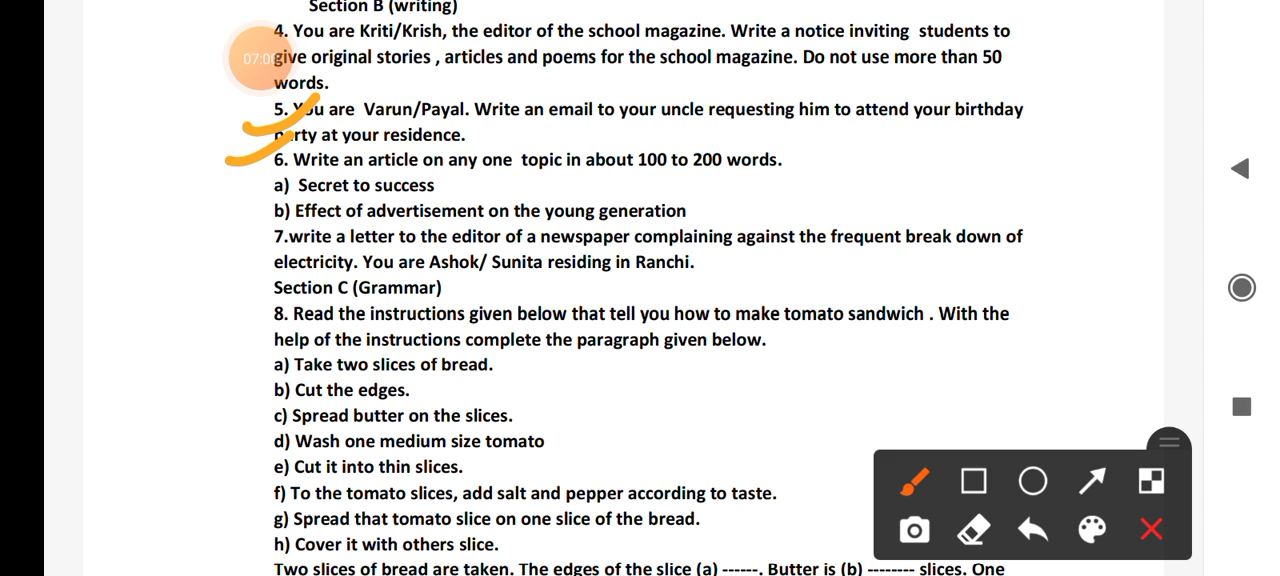 Section B (writing)
4. You are Kriti/Krish, the editor of the school magazine. Write a notice inviting students to
07:0 give original stories , articles and poems for the school magazine. Do not use more than 50
words.
5. You are Varun/Payal. Write an email to your uncle requesting him to attend your birthday
party at your residence.
6. Write an article on any one topic in about 100 to 200 words.
a) Secret to success
b) Effect of advertisement on the young generation
7.write a letter to the editor of a newspaper complaining against the frequent break down of
electricity. You are Ashok/ Sunita residing in Ranchi.
Section C (Grammar)
8. Read the instructions given below that tell you how to make tomato sandwich . With the
help of the instructions complete the paragraph given below.
a) Take two slices of bread.
b) Cut the edges.
c) Spread butter on the slices.
d) Wash one medium size tomato
e) Cut it into thin slices.
f) To the tomato slices, add salt and pepper according to taste.
g) Spread that tomato slice on one slice of the bread.
h) Cover it with others slice.
Two slices of bread are taken. The edges of the slice (a) ------. Butter is (b) -------- slices. One